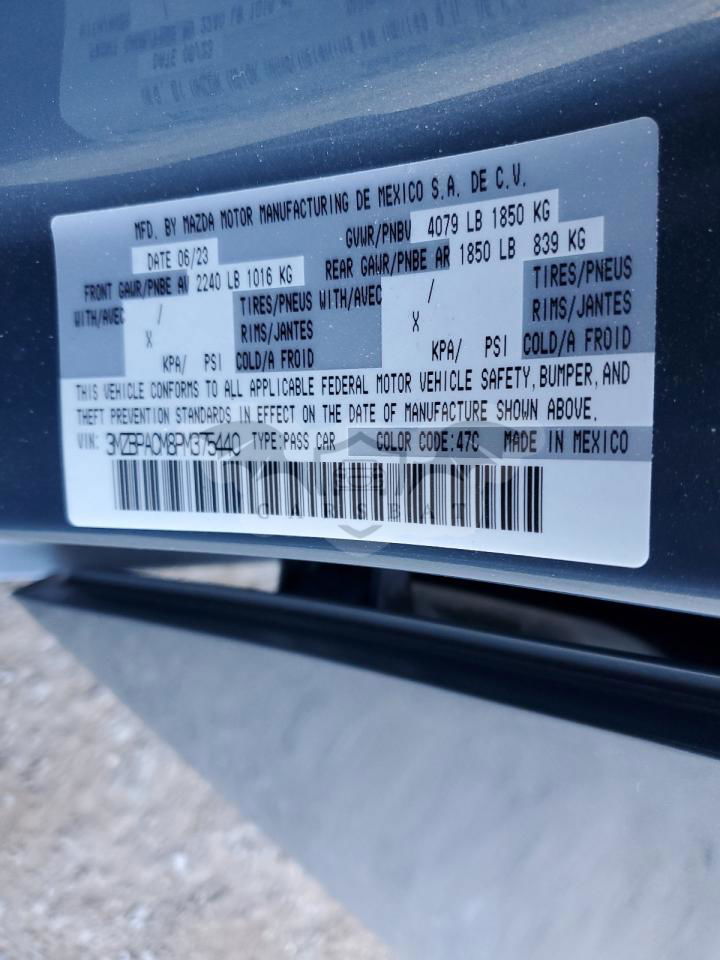 MFD. BY MAZDA MOTOR MANUFACTURING DE MEXICO S.A. DE C.V.
DATE 06/23 GVWR/PNBV 4079 LB 1850 KG
FRONT GAWR/PNBE AV 2240 LB 1016 KG REAR GAWR/PNBE AR 1850 LB 839 KG
WITH/AVEC / TIRES/PNEUS WITH/AVEC / TIRES/PNEUS
X RIMS/JANTES X RIMS/JANTES
KPA/ PSI COLD/A FROID KPA/ PSI COLD/A FROID
THIS VEHICLE CONFORMS TO ALL APPLICABLE FEDERAL MOTOR VEHICLE SAFETY, BUMPER, AND
THEFT PREVENTION STANDARDS IN EFFECT ON THE DATE OF MANUFACTURE SHOWN ABOVE.
VIN: 3MZBPACM8PM375440 TYPE:PASS CAR COLOR CODE:47C MADE IN MEXICO
CARSBAT